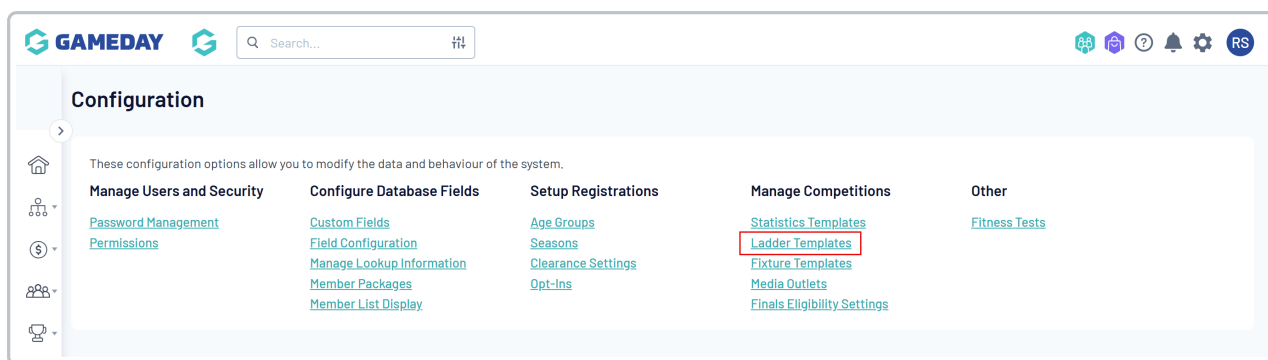 GAMEDAY
Search...
RS
Configuration
These configuration options allow you to modify the data and behaviour of the system.
Manage Users and Security
Password Management
Permissions
Configure Database Fields
Custom Fields
Field Configuration
Manage Lookup Information
Member Packages
Member List Display
Setup Registrations
Age Groups
Seasons
Clearance Settings
Opt-Ins
Manage Competitions
Statistics Templates
Ladder Templates
Fixture Templates
Media Outlets
Finals Eligibility Settings
Other
Fitness Tests